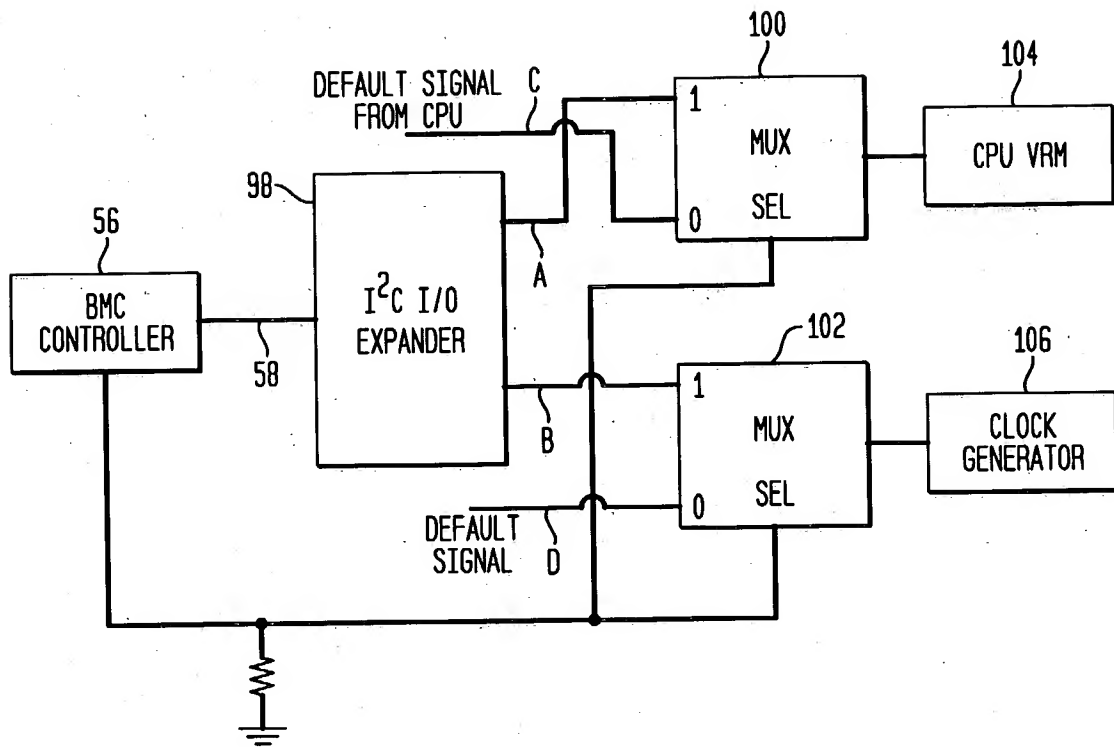 100
104
DEFAULT SIGNAL
FROM CPU
C
1
MUX
SEL
0
CPU VRM
98
A
56
BMC
CONTROLLER
58
I²C I/O
EXPANDER
102
106
B
1
MUX
SEL
0
CLOCK
GENERATOR
DEFAULT
SIGNAL
D